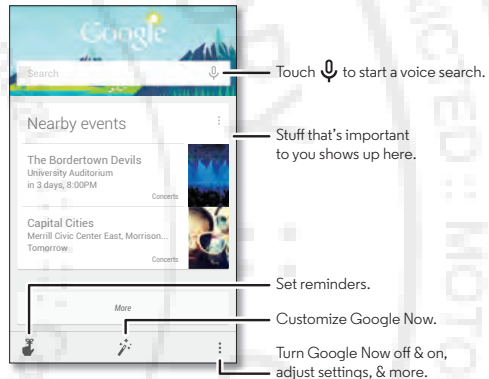 Google
Search
Touch to start a voice search.
Nearby events
Stuff that's important
to you shows up here.
The Bordertown Devils
University Auditorium
in 3 days, 8:00PM
Concerts
Capital Cities
Merrill Civic Center East, Morrison...
Tomorrow
Concerts
More
Set reminders.
Customize Google Now.
Turn Google Now off & on,
adjust settings, & more.